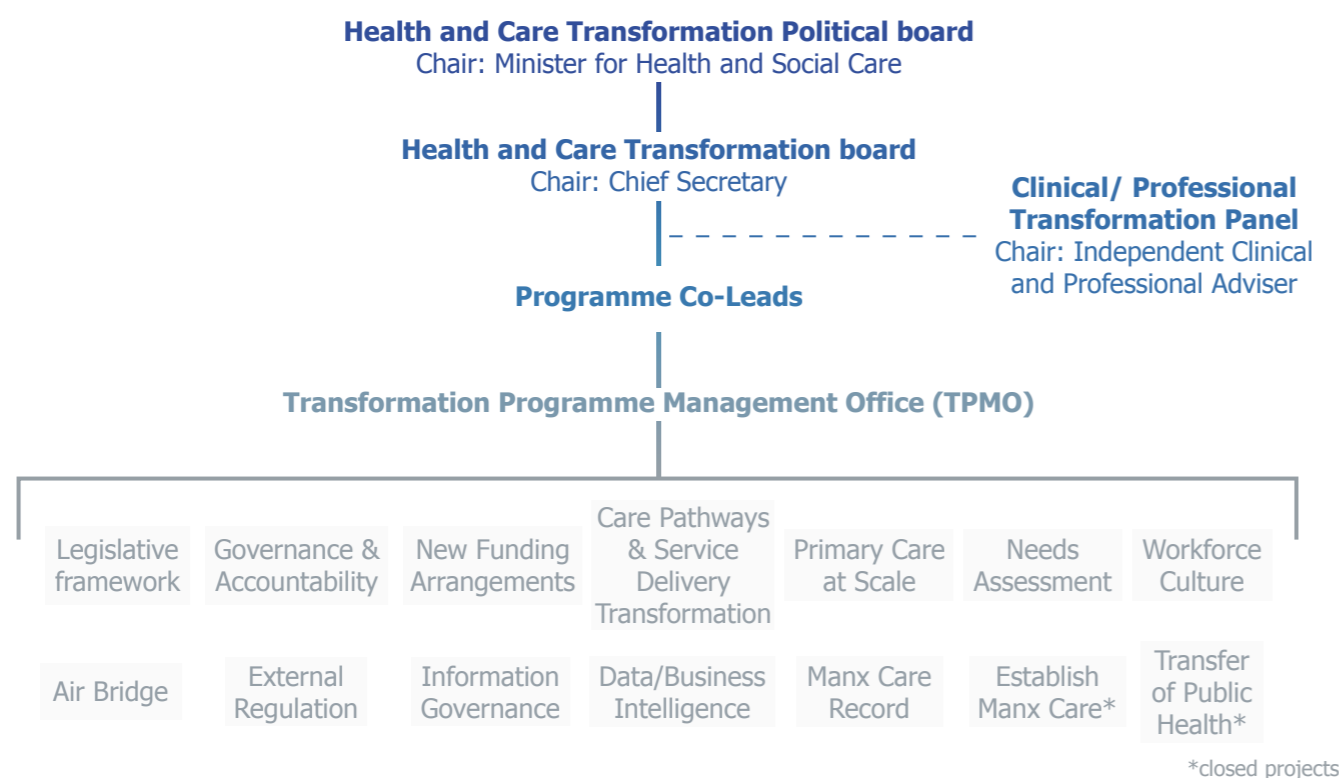 Health and Care Transformation Political board
Chair: Minister for Health and Social Care
Health and Care Transformation board
Chair: Chief Secretary
Clinical/ Professional
Transformation Panel
Chair: Independent Clinical
and Professional Adviser
Programme Co-Leads
Transformation Programme Management Office (TPMO)
Legislative
framework
Governance &
Accountability
New Funding
Arrangements
Care Pathways
& Service
Delivery
Transformation
Primary Care
at Scale
Needs
Assessment
Workforce
Culture
Air Bridge
External
Regulation
Information
Governance
Data/Business
Intelligence
Manx Care
Record
Establish
Manx Care*
Transfer
of Public
Health*
*closed projects